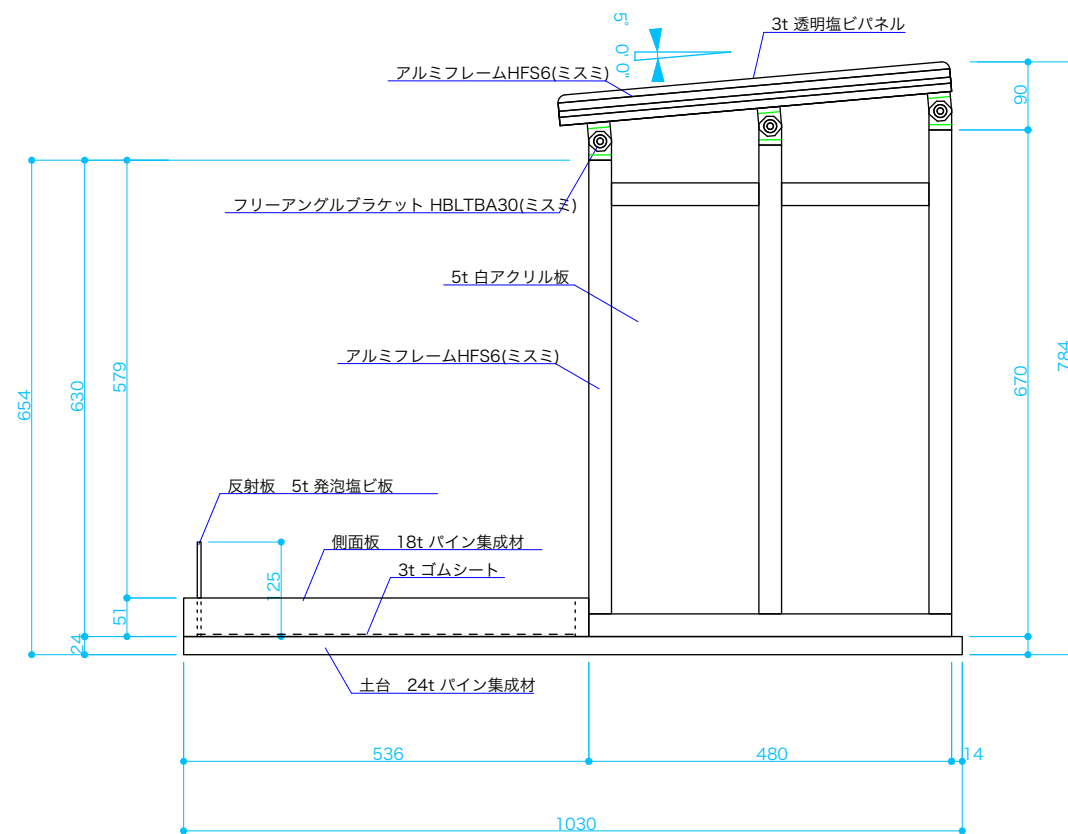 5° 0' 0"
3t 透明塩ビパネル
アルミフレームHFS6(ミスミ)
90
フリーアングルブラケット HBLTBA30(ミスミ)
5t 白アクリル板
アルミフレームHFS6(ミスミ)
654
630
579
670
784
反射板　5t 発泡塩ビ板
側面板　18t パイン集成材
3t ゴムシート
125
51
24
土台　24t パイン集成材
536
480
14
1030